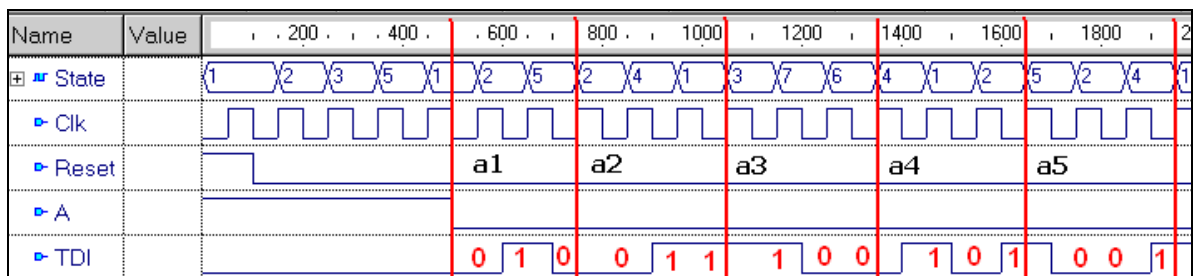 Name Value 200 400 600 800 1000 1200 1400 1600 1800 2
State 1 2 3 5 1 2 5 2 4 1 3 7 6 4 1 2 5 2 4 1
Clk
Reset a1 a2 a3 a4 a5
A
TDI 0 1 0 0 1 1 1 0 0 1 0 1 0 0 1